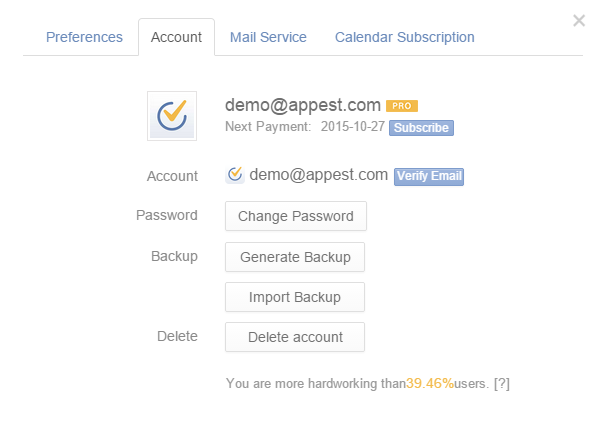 Preferences Account Mail Service Calendar Subscription ×
demo@appest.com PRO
Next Payment: 2015-10-27 Subscribe
Account demo@appest.com Verify Email
Password Change Password
Backup Generate Backup
Import Backup
Delete Delete account
You are more hardworking than39.46%users. [?]